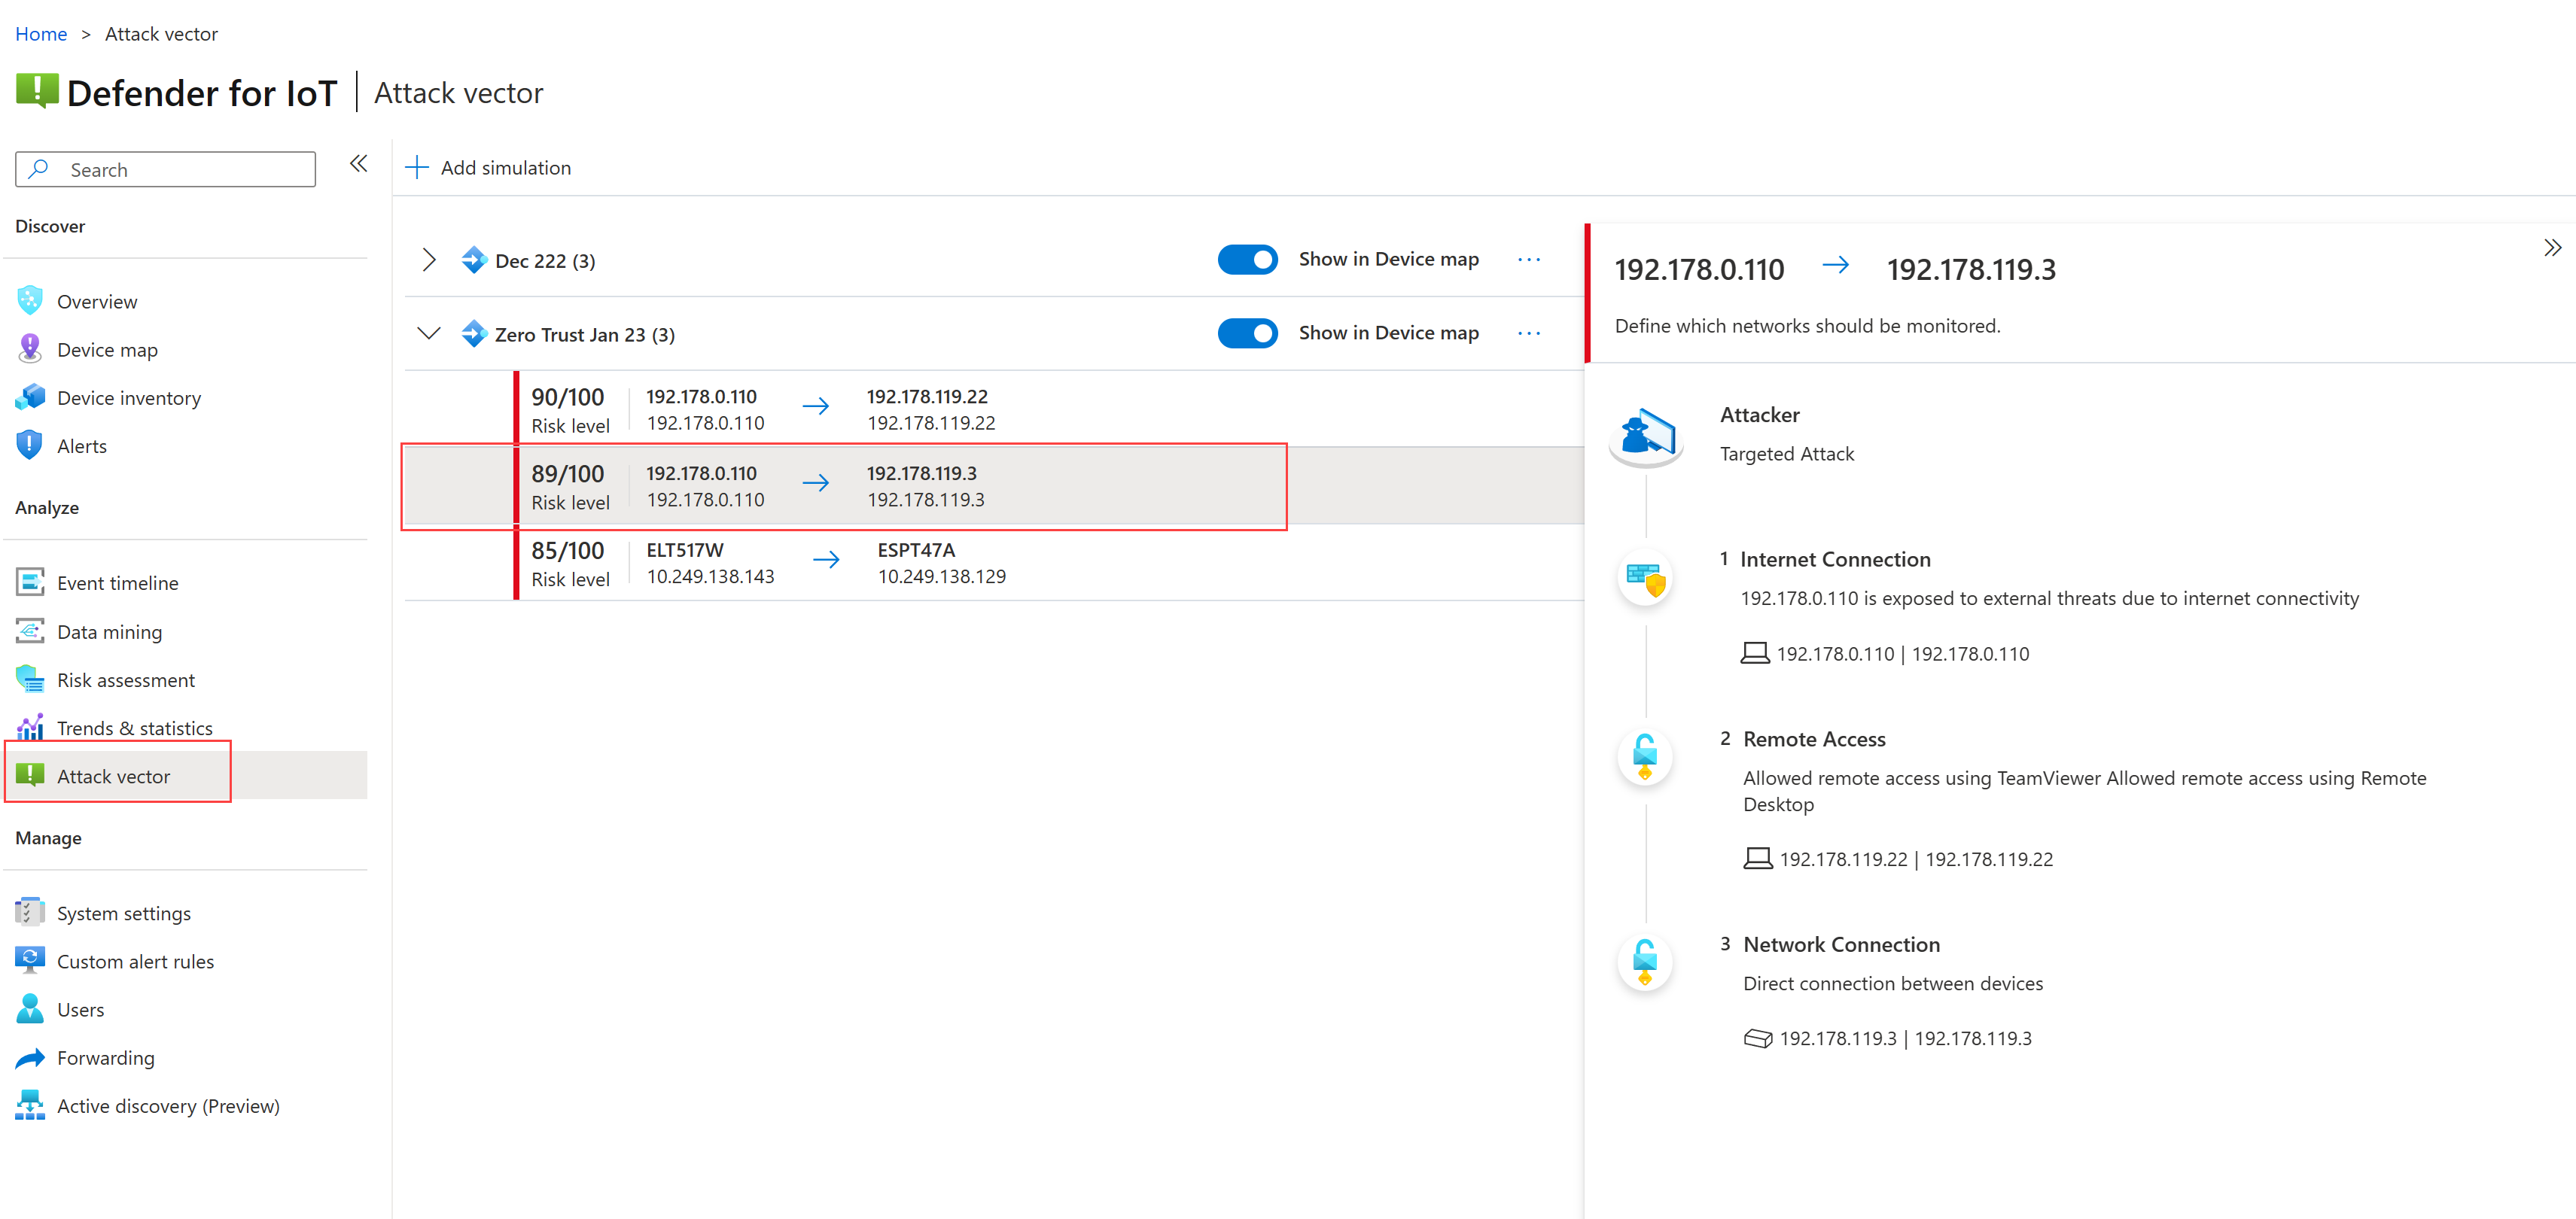 Home > Attack vector
Defender for IoT | Attack vector
Search
Discover
Overview
Device map
Device inventory
Alerts
Analyze
Event timeline
Data mining
Risk assessment
Trends & statistics
Attack vector
Manage
System settings
Custom alert rules
Users
Forwarding
Active discovery (Preview)
Add simulation
Dec 222 (3)
Show in Device map
Zero Trust Jan 23 (3)
Show in Device map
90/100 192.178.0.110 192.178.119.22
Risk level 192.178.0.110 192.178.119.22
89/100 192.178.0.110 192.178.119.3
Risk level 192.178.0.110 192.178.119.3
85/100 ELT517W ESPT47A
Risk level 10.249.138.143 10.249.138.129
192.178.0.110 → 192.178.119.3
Define which networks should be monitored.
Attacker
Targeted Attack
1 Internet Connection
192.178.0.110 is exposed to external threats due to internet connectivity
192.178.0.110 | 192.178.0.110
2 Remote Access
Allowed remote access using TeamViewer Allowed remote access using Remote
Desktop
192.178.119.22 | 192.178.119.22
3 Network Connection
Direct connection between devices
192.178.119.3 | 192.178.119.3